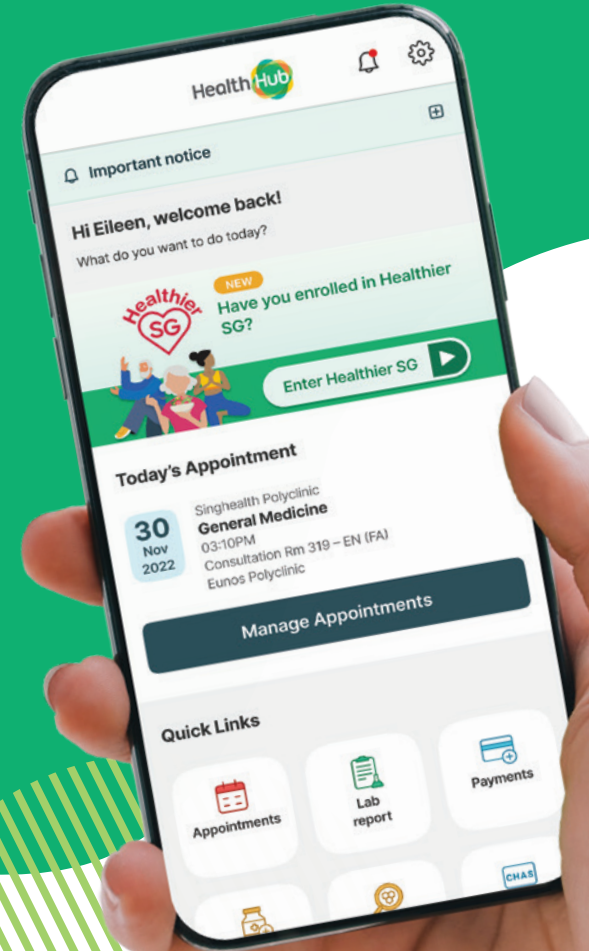 HealthHub
Important notice
Hi Eileen, welcome back!
What do you want to do today?
Healthier
SG
NEW
Have you enrolled in Healthier
SG?
Enter Healthier SG
Today's Appointment
30
Nov
2022
Singhealth Polyclinic
General Medicine
03:10PM
Consultation Rm 319 – EN (FA)
Eunos Polyclinic
Manage Appointments
Quick Links
Appointments
Lab
report
Payments
CHAS